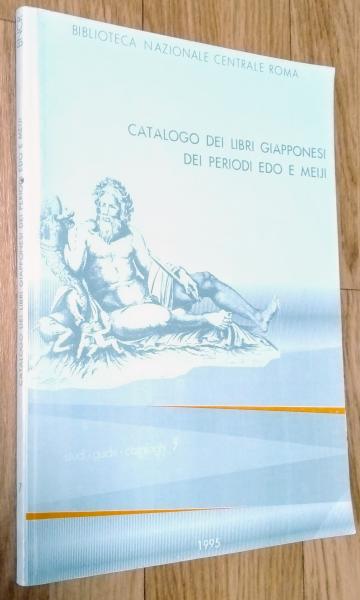 BIBLIOTECA NAZIONALE CENTRALE ROMA
CATALOGO DEI LIBRI GIAPPONESI
DEI PERIODI EDO E MEIJI
studi · guide · cataloghi
1995
CATALOGO DEI LIBRI GIAPPONESI DEI PERIODI EDO E MEIJI